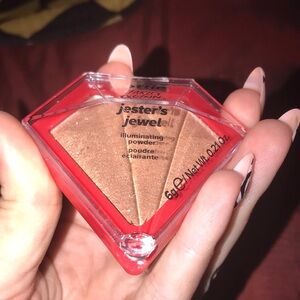 jester's
jewel
illuminating
powder
poudre
éclairante
6g ℮ / Net Wt. 0.21 Oz.